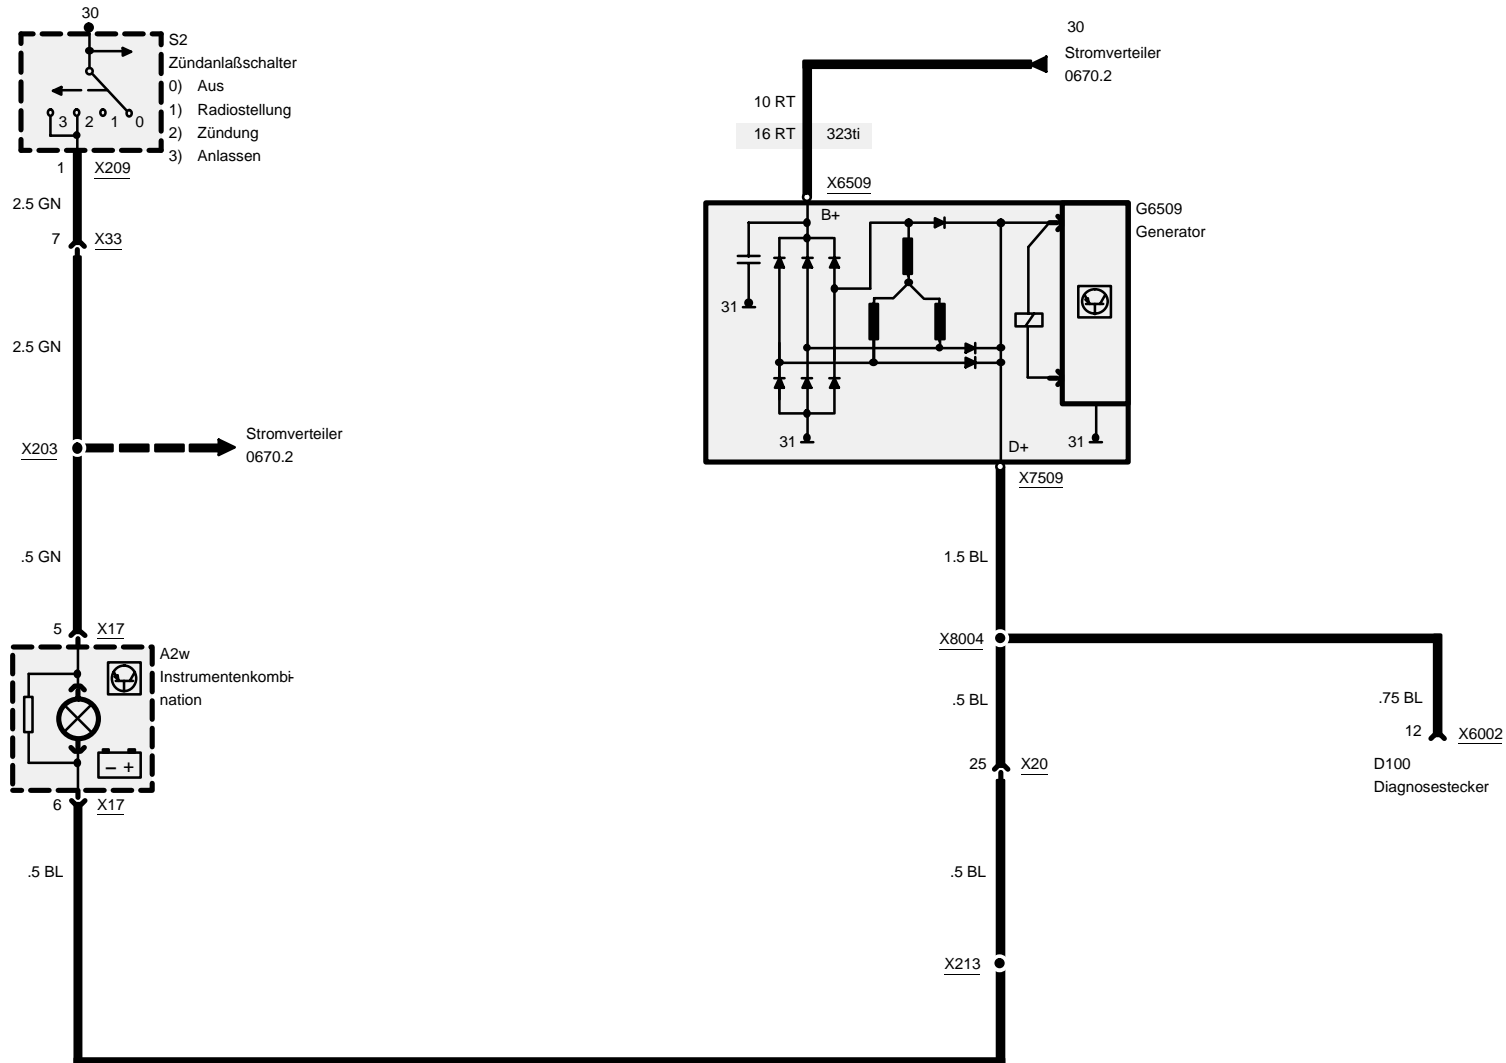 30
S2
Zündanlaßschalter
0) Aus
1) Radiostellung
2) Zündung
3) Anlassen
3 2 1 0
1 X209
2.5 GN
7 X33
2.5 GN
X203
Stromverteiler
0670.2
.5 GN
5 X17
A2w
Instrumentenkombi-
nation
– +
6 X17
.5 BL
30
Stromverteiler
0670.2
10 RT
16 RT 323ti
X6509
B+
G6509
Generator
31
31
D+
31
X7509
1.5 BL
X8004
.5 BL
.75 BL
12 X6002
D100
Diagnosestecker
25 X20
.5 BL
X213